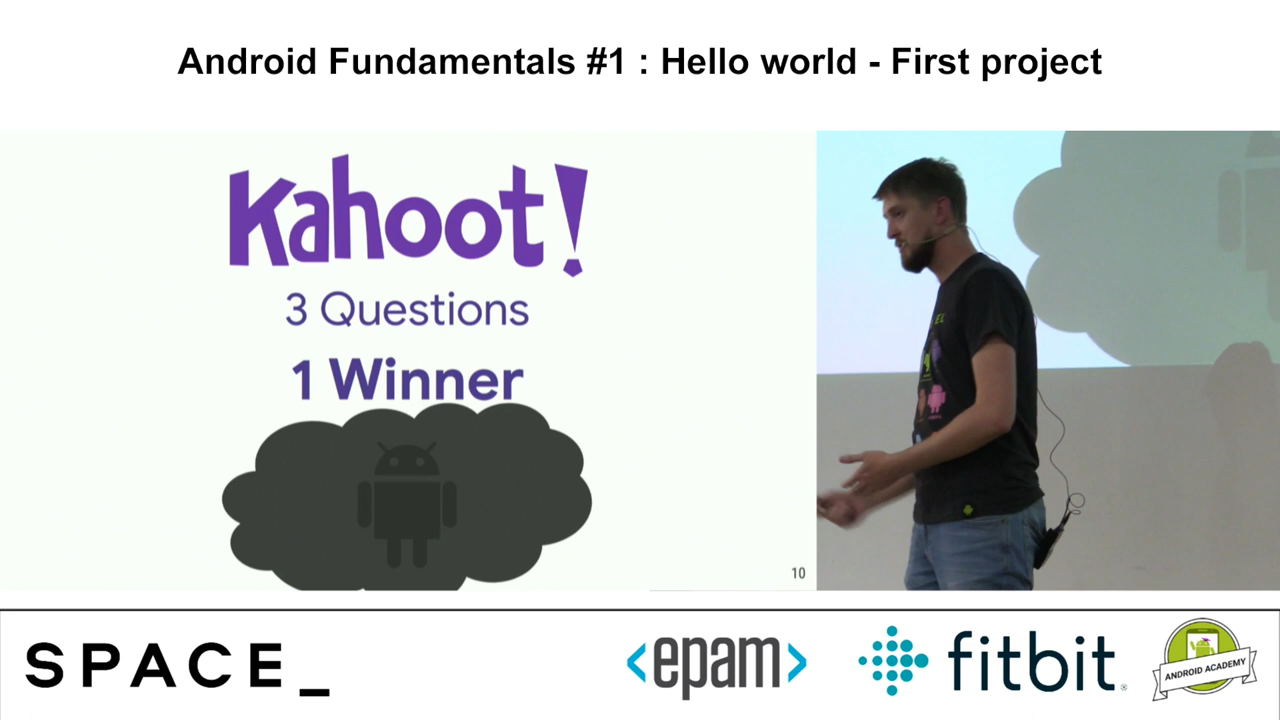 Android Fundamentals #1 : Hello world - First project
Kahoot!
3 Questions
1 Winner
10
SPACE_
<epam>
fitbit®
ANDROID ACADEMY